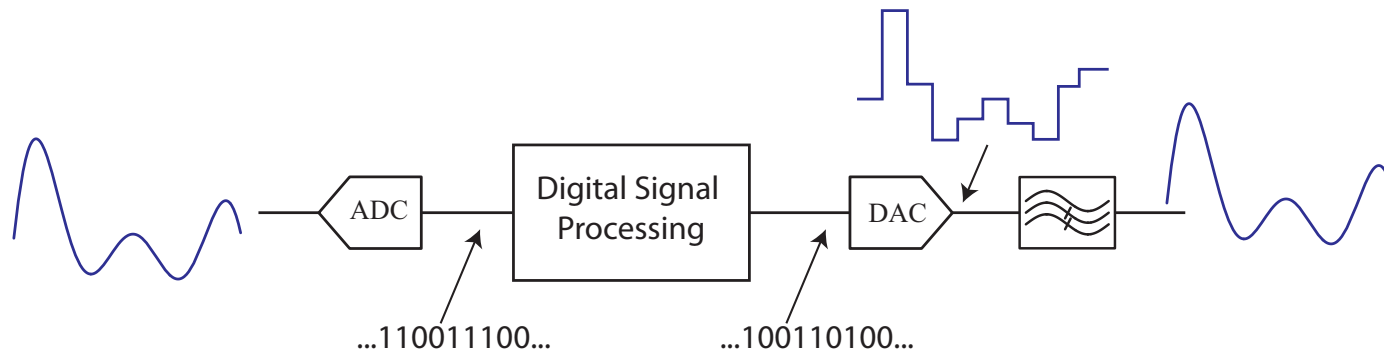 ADC
Digital Signal
Processing
DAC
...110011100...
...100110100...